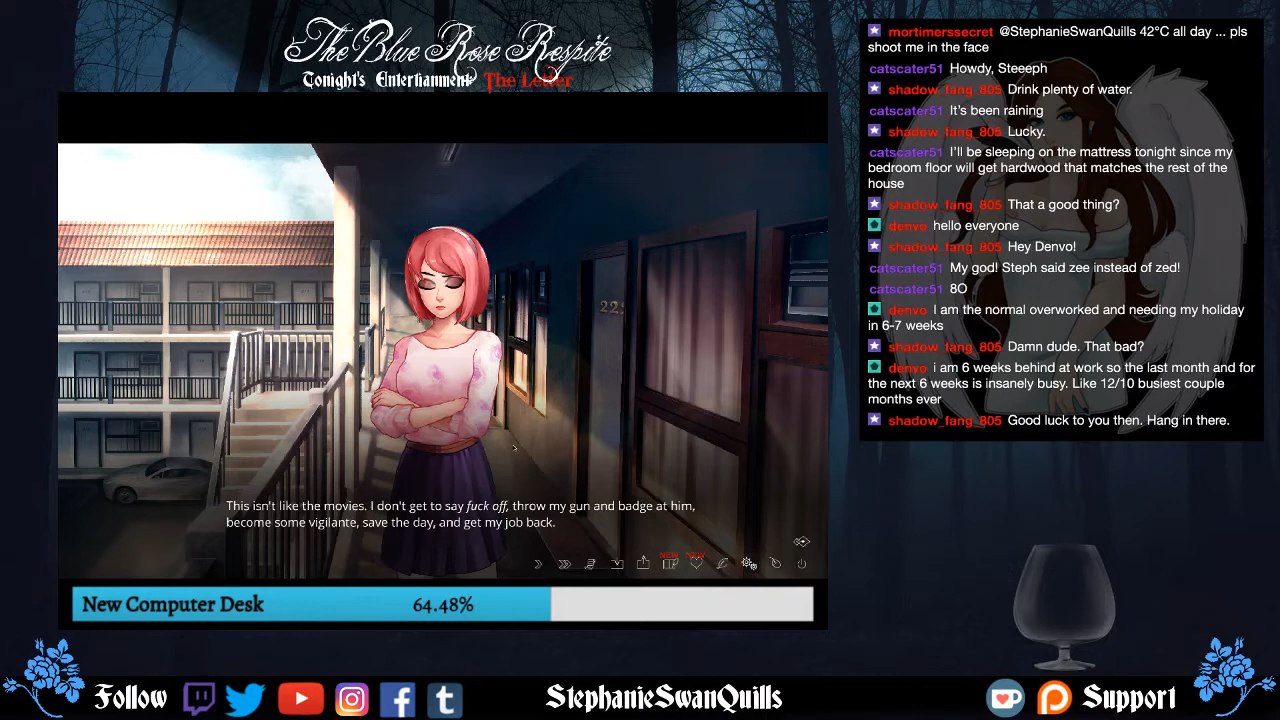 The Blue Rose Respite
Tonight's Entertainment The Letter
mortimerssecret @StephanieSwanQuills 42°C all day ... pls
shoot me in the face
catscater51 Howdy, Steeeph
shadow_fang_805 Drink plenty of water.
catscater51 It's been raining
shadow_fang_805 Lucky.
catscater51 I'll be sleeping on the mattress tonight since my
bedroom floor will get hardwood that matches the rest of the
house
shadow_fang_805 That a good thing?
denvo hello everyone
shadow_fang_805 Hey Denvo!
catscater51 My god! Steph said zee instead of zed!
catscater51 8O
denvo I am the normal overworked and needing my holiday
in 6-7 weeks
shadow_fang_805 Damn dude. That bad?
denvo i am 6 weeks behind at work so the last month and for
the next 6 weeks is insanely busy. Like 12/10 busiest couple
months ever
shadow_fang_805 Good luck to you then. Hang in there.
This isn't like the movies. I don't get to say fuck off, throw my gun and badge at him,
become some vigilante, save the day, and get my job back.
NEW NEW
New Computer Desk 64.48%
Follow StephanieSwanQuills Support